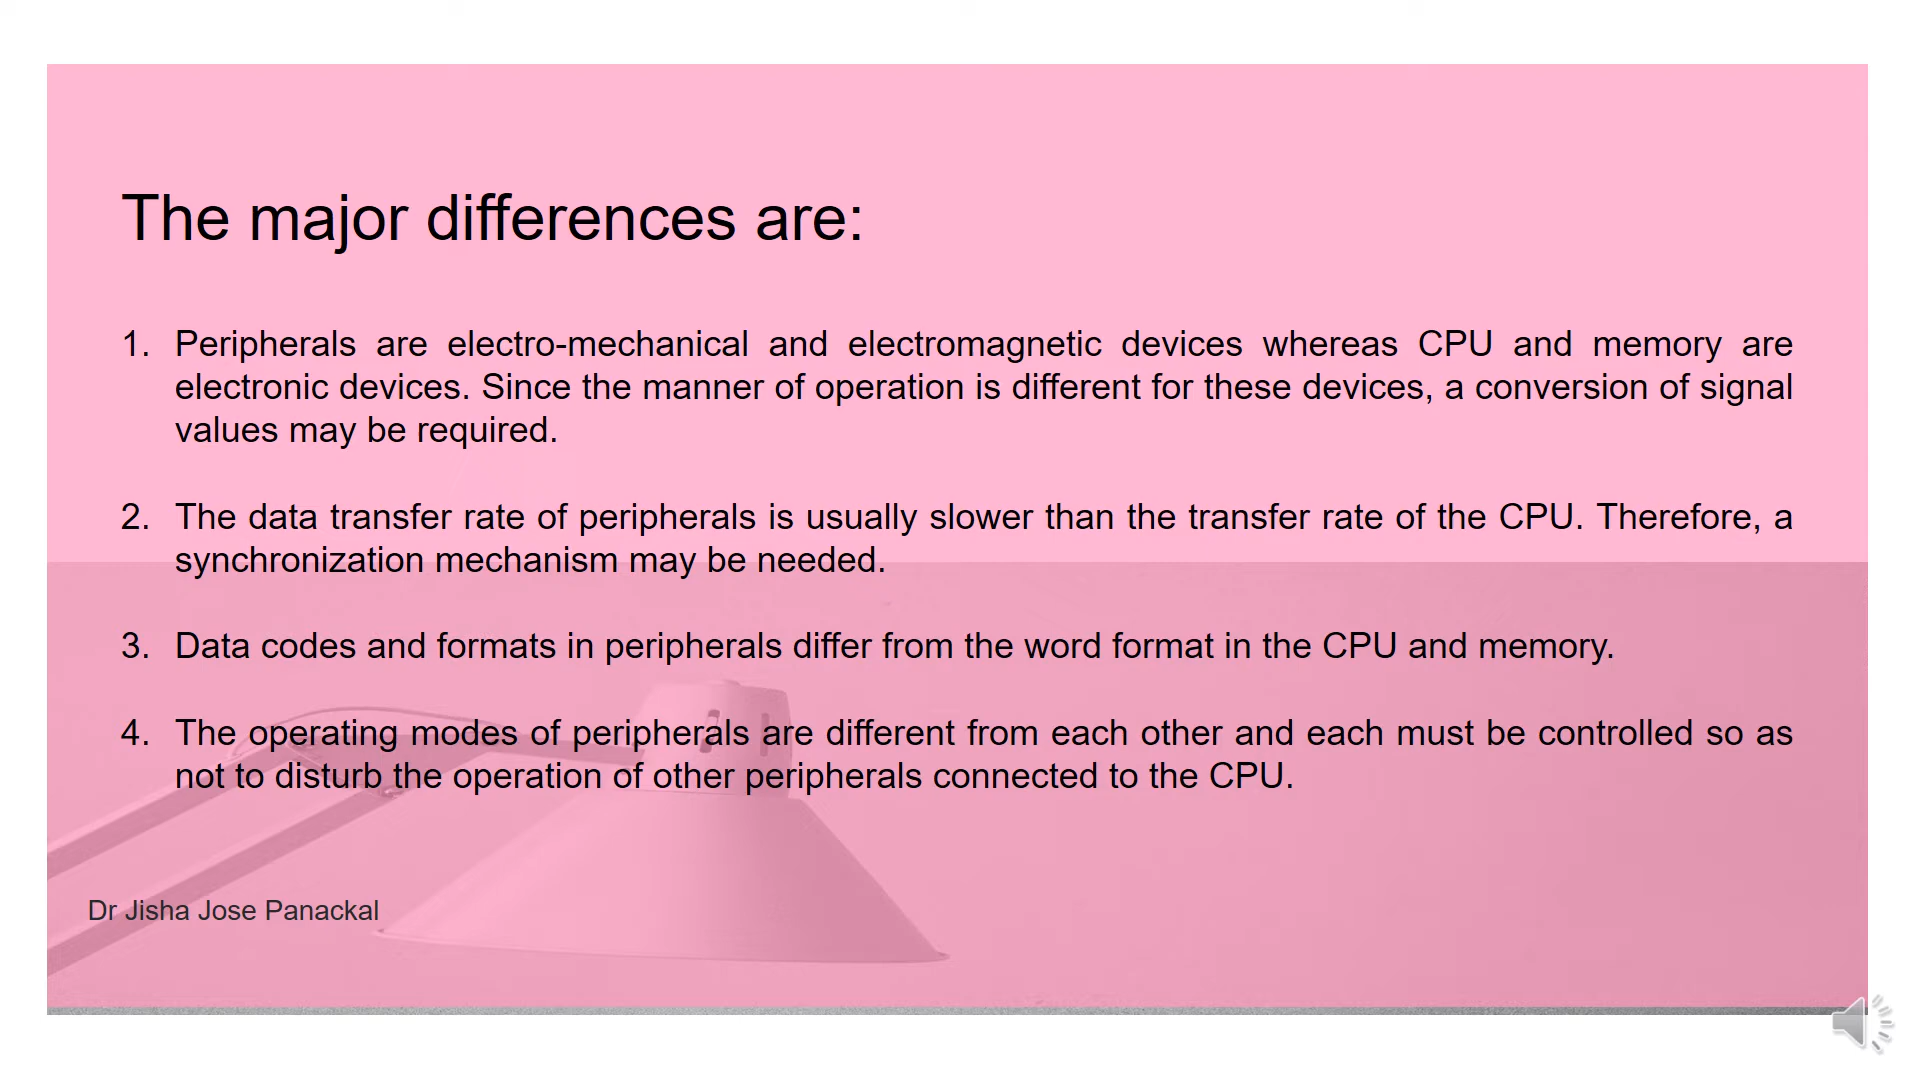 The major differences are:
1. Peripherals are electro-mechanical and electromagnetic devices whereas CPU and memory are
electronic devices. Since the manner of operation is different for these devices, a conversion of signal
values may be required.
2. The data transfer rate of peripherals is usually slower than the transfer rate of the CPU. Therefore, a
synchronization mechanism may be needed.
3. Data codes and formats in peripherals differ from the word format in the CPU and memory.
4. The operating modes of peripherals are different from each other and each must be controlled so as
not to disturb the operation of other peripherals connected to the CPU.
Dr Jisha Jose Panackal